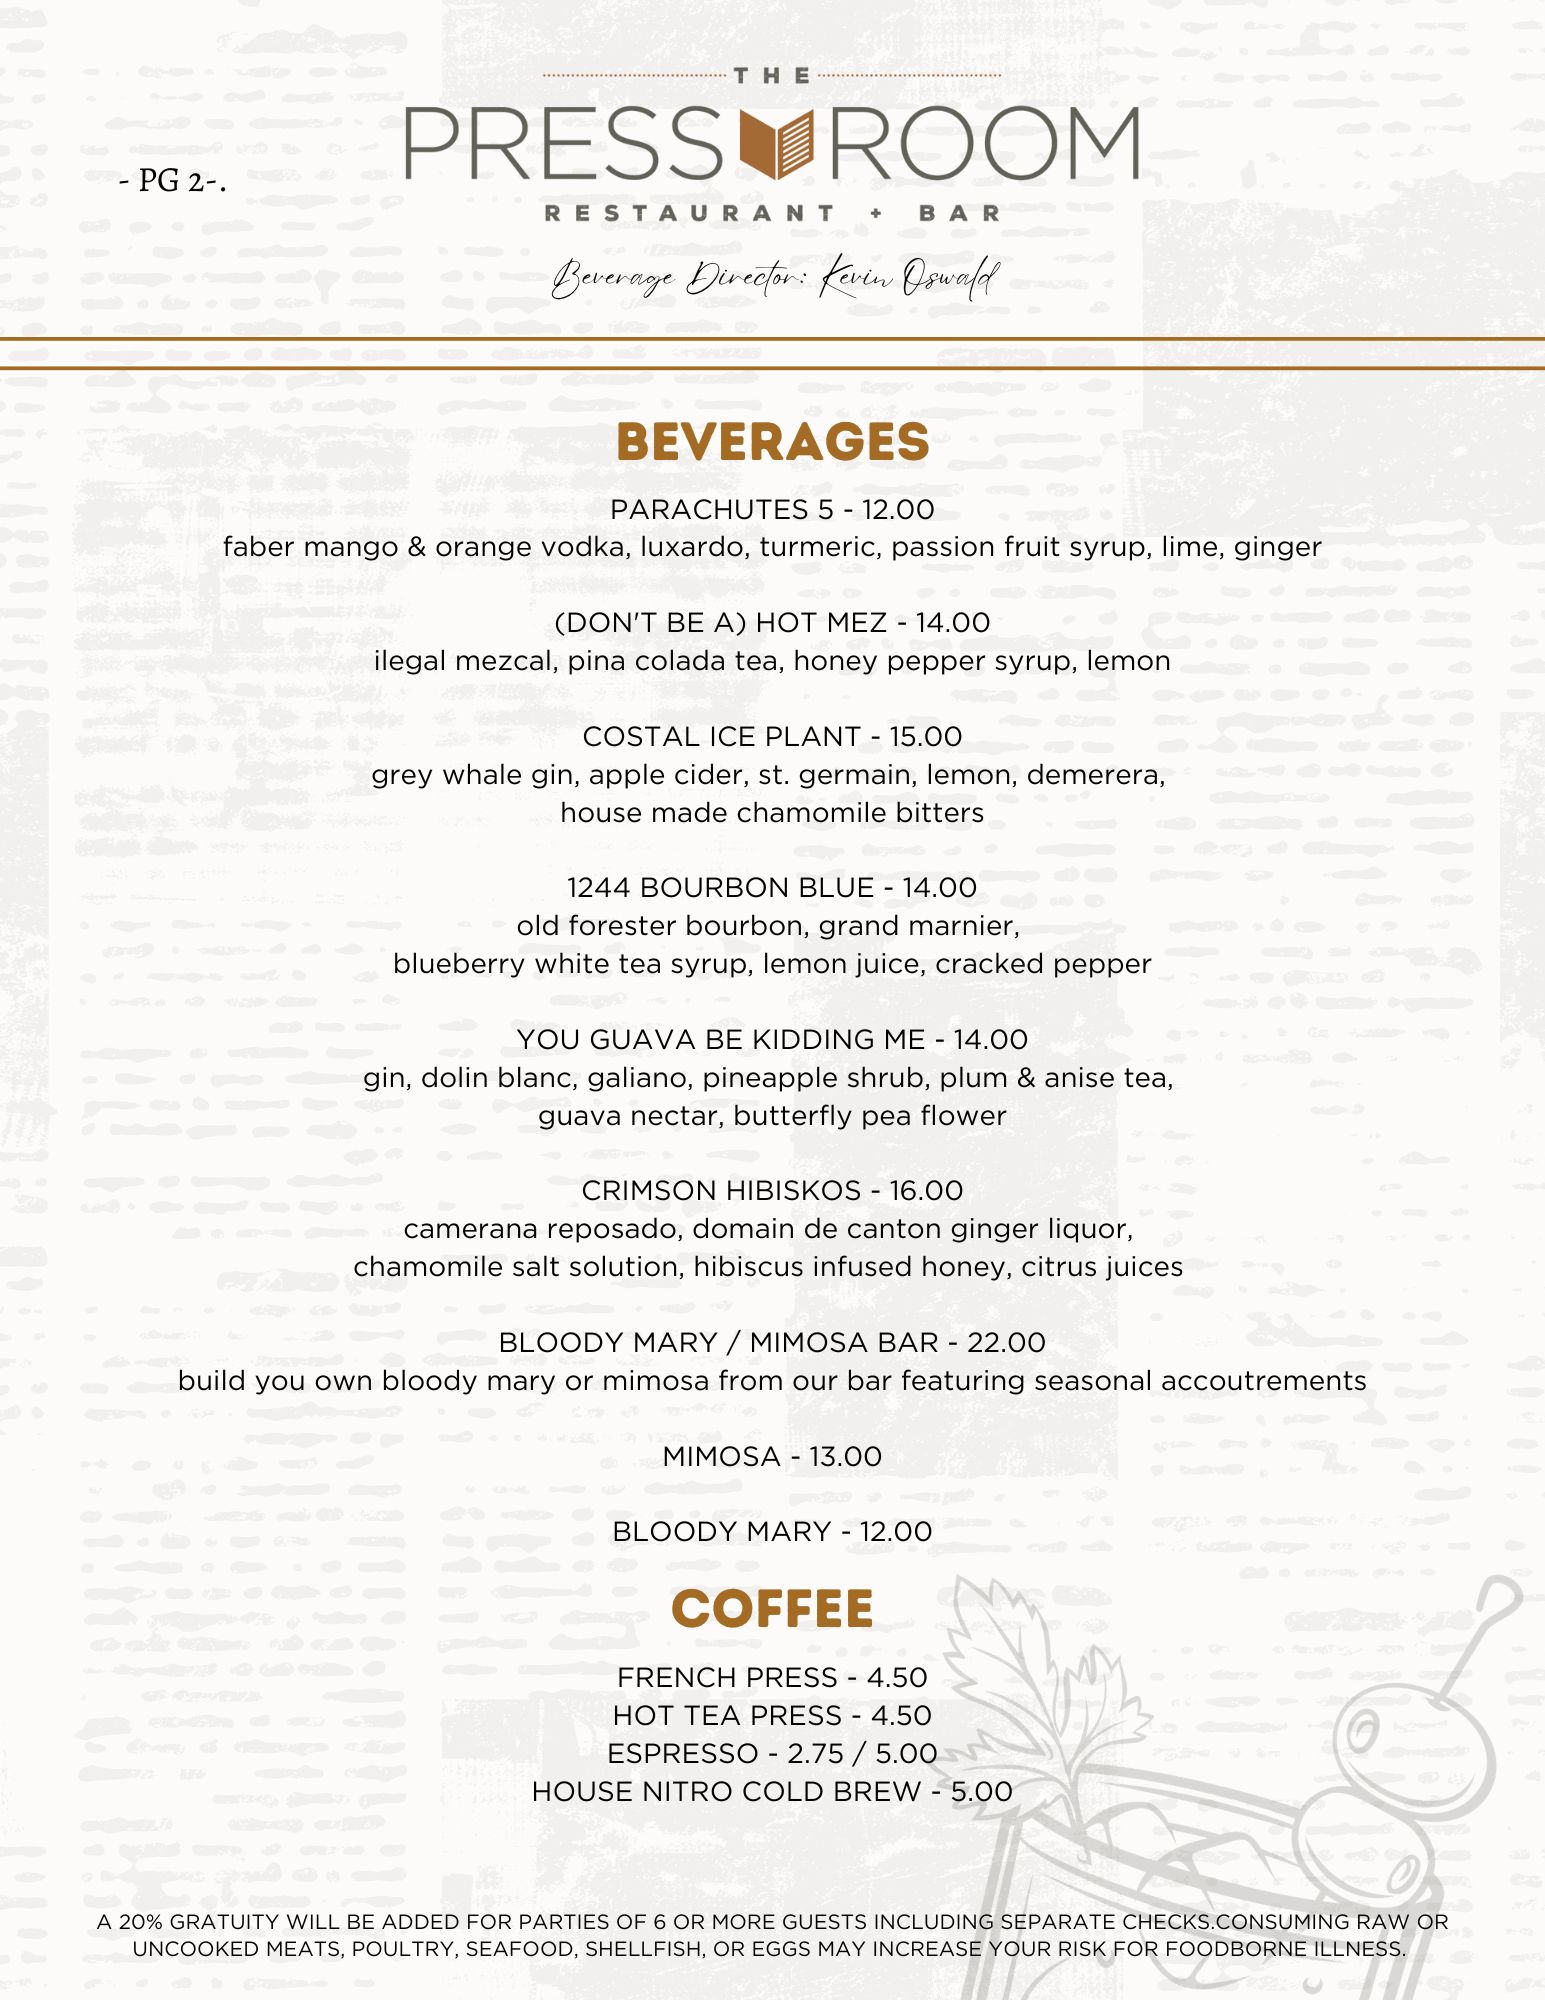 THE
PRESS ROOM
RESTAURANT + BAR
- PG 2-.
Beverage Director: Kevin Oswald
BEVERAGES
PARACHUTES 5 - 12.00
faber mango & orange vodka, luxardo, turmeric, passion fruit syrup, lime, ginger
(DON'T BE A) HOT MEZ - 14.00
ilegal mezcal, pina colada tea, honey pepper syrup, lemon
COSTAL ICE PLANT - 15.00
grey whale gin, apple cider, st. germain, lemon, demerera,
house made chamomile bitters
1244 BOURBON BLUE - 14.00
old forester bourbon, grand marnier,
blueberry white tea syrup, lemon juice, cracked pepper
YOU GUAVA BE KIDDING ME - 14.00
gin, dolin blanc, galiano, pineapple shrub, plum & anise tea,
guava nectar, butterfly pea flower
CRIMSON HIBISKOS - 16.00
camerana reposado, domain de canton ginger liquor,
chamomile salt solution, hibiscus infused honey, citrus juices
BLOODY MARY / MIMOSA BAR - 22.00
build you own bloody mary or mimosa from our bar featuring seasonal accoutrements
MIMOSA - 13.00
BLOODY MARY - 12.00
COFFEE
FRENCH PRESS - 4.50
HOT TEA PRESS - 4.50
ESPRESSO - 2.75 / 5.00
HOUSE NITRO COLD BREW - 5.00
A 20% GRATUITY WILL BE ADDED FOR PARTIES OF 6 OR MORE GUESTS INCLUDING SEPARATE CHECKS.CONSUMING RAW OR
UNCOOKED MEATS, POULTRY, SEAFOOD, SHELLFISH, OR EGGS MAY INCREASE YOUR RISK FOR FOODBORNE ILLNESS.